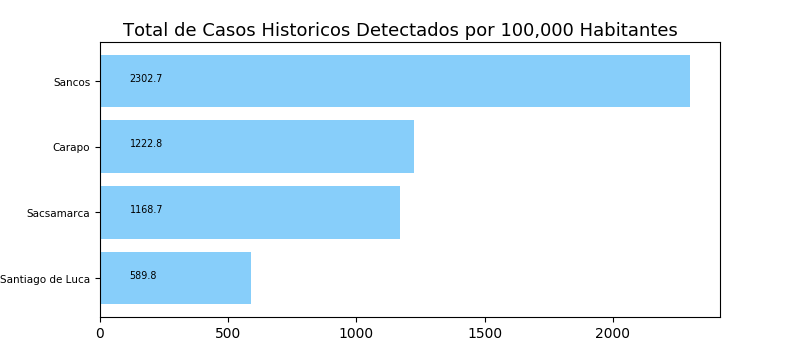 Total de Casos Historicos Detectados por 100,000 Habitantes
Sancos
2302.7
Carapo
1222.8
Sacsamarca
1168.7
Santiago de Luca
589.8
0 500 1000 1500 2000